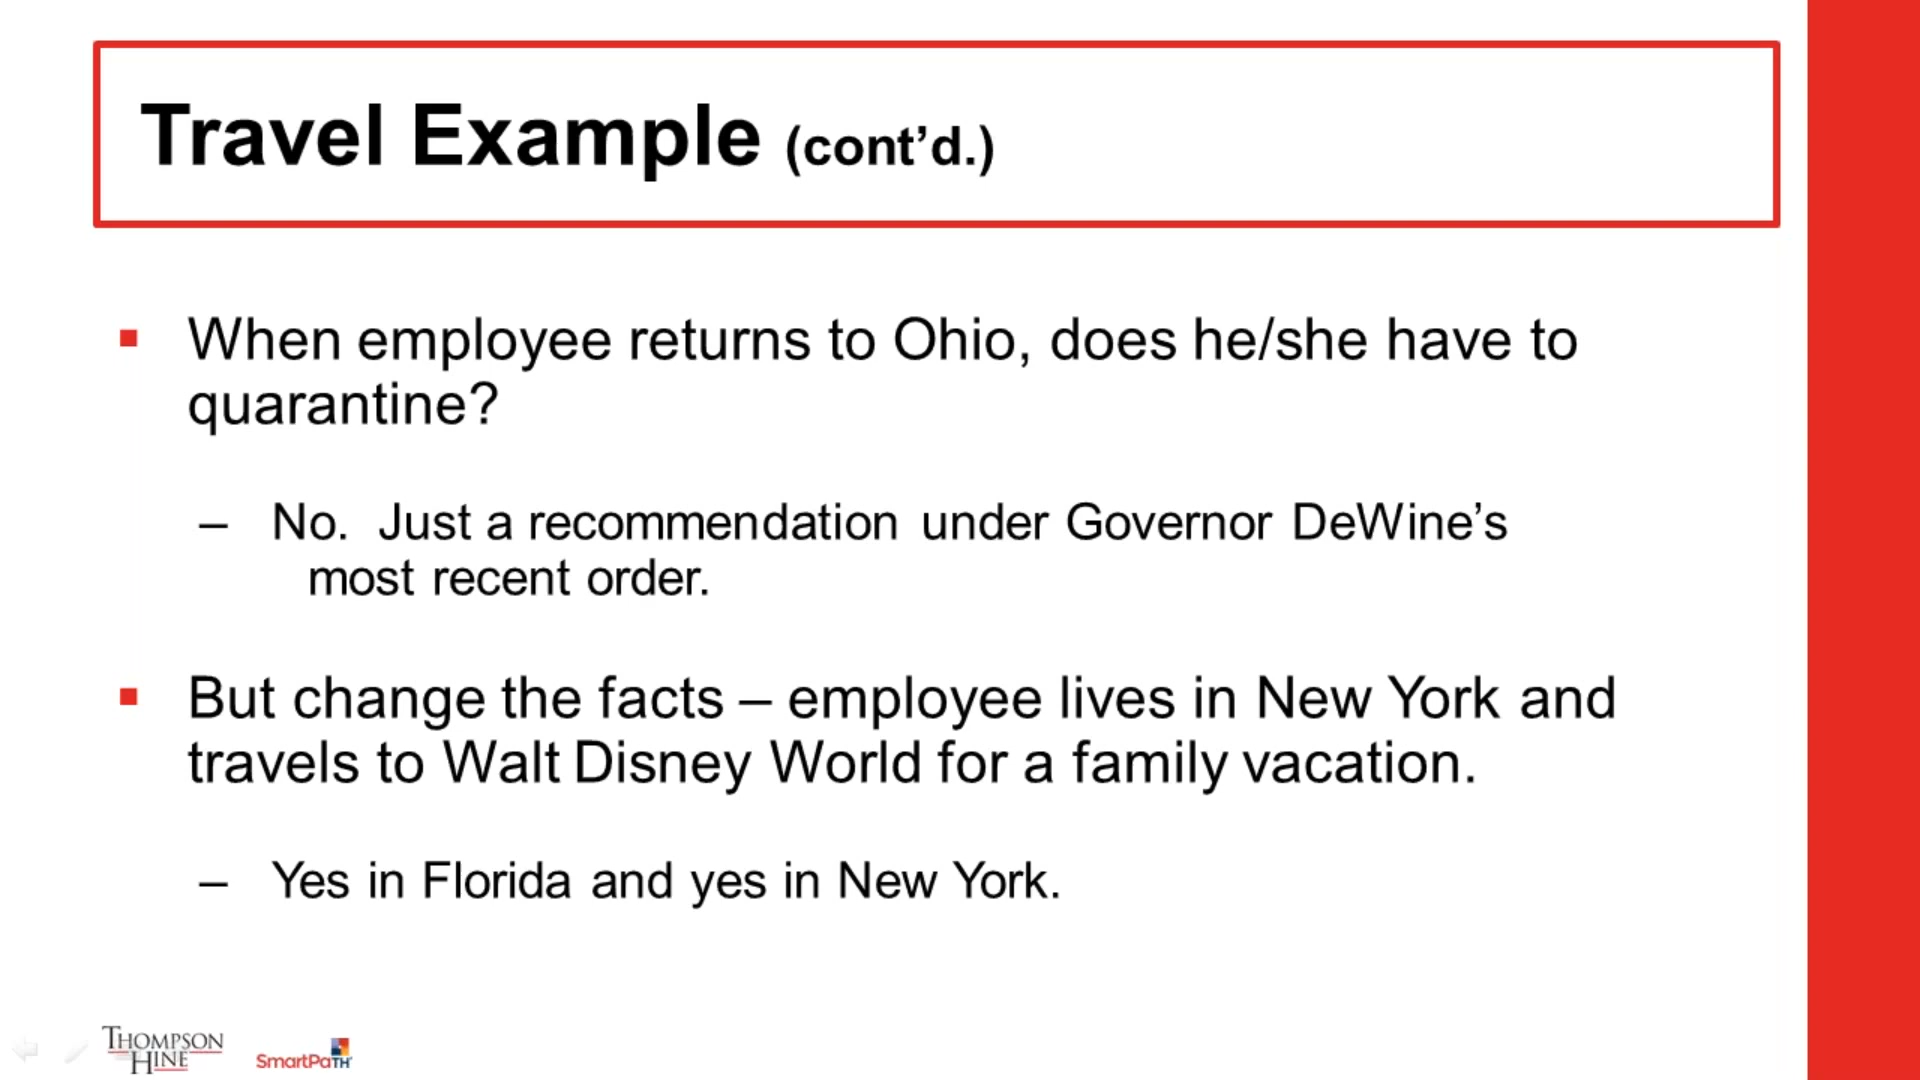 Travel Example (cont’d.)
▪ When employee returns to Ohio, does he/she have to
quarantine?
– No. Just a recommendation under Governor DeWine’s
most recent order.
▪ But change the facts – employee lives in New York and
travels to Walt Disney World for a family vacation.
– Yes in Florida and yes in New York.
THOMPSON
HINE
SmartPaTH